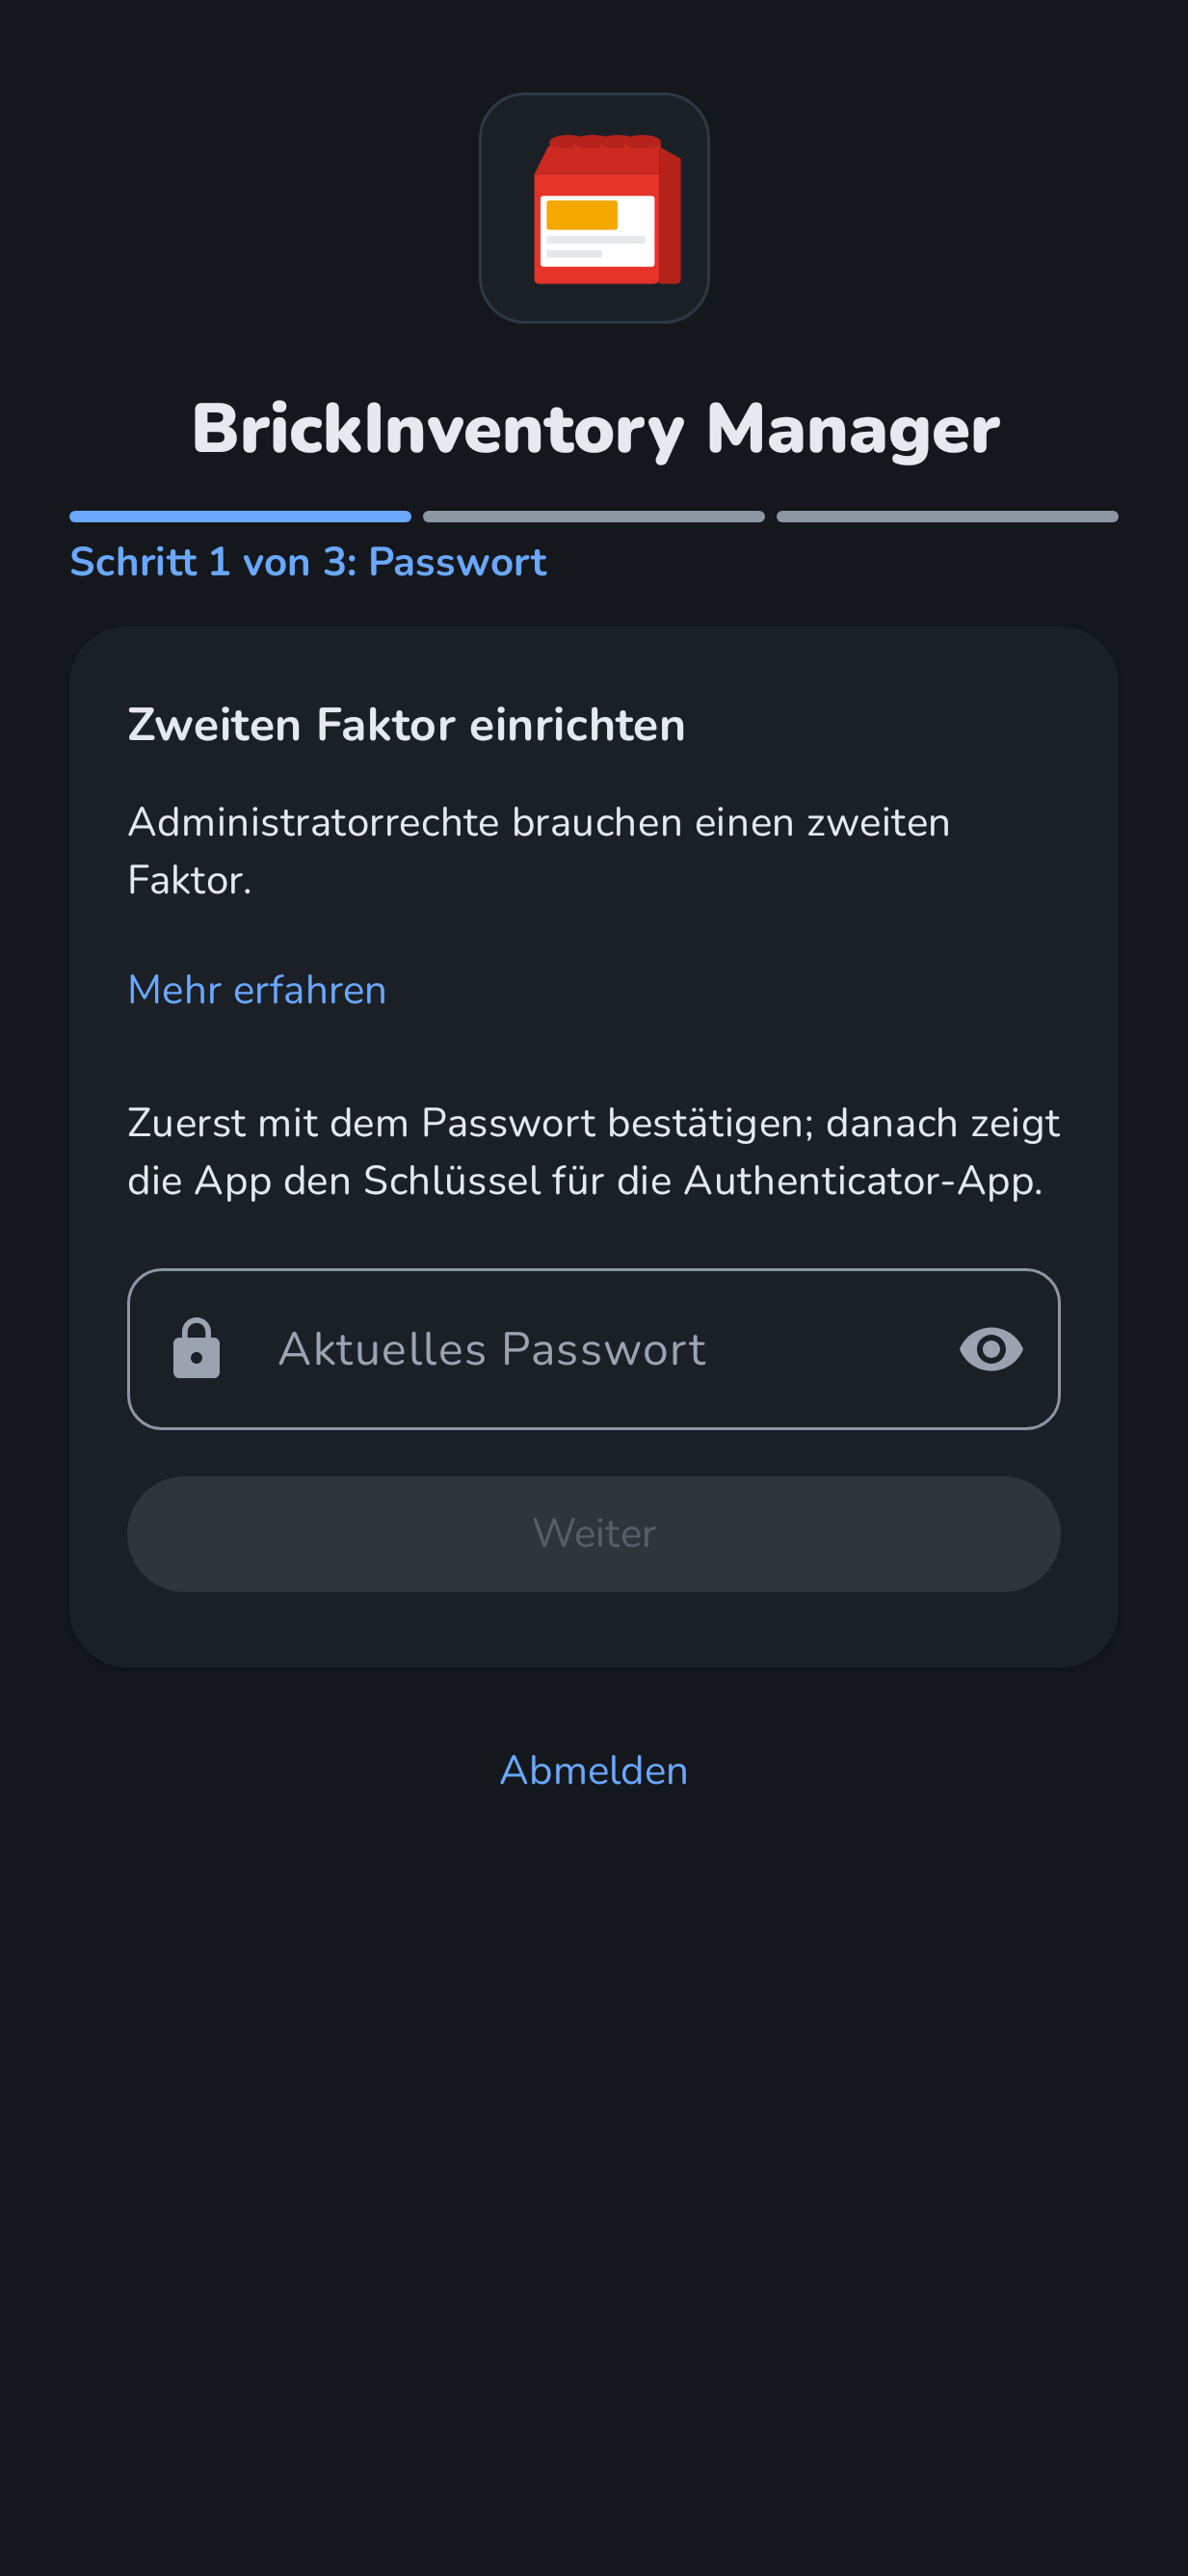 BrickInventory Manager
Schritt 1 von 3: Passwort
Zweiten Faktor einrichten
Administratorrechte brauchen einen zweiten
Faktor.
Mehr erfahren
Zuerst mit dem Passwort bestätigen; danach zeigt
die App den Schlüssel für die Authenticator-App.
Aktuelles Passwort
Weiter
Abmelden